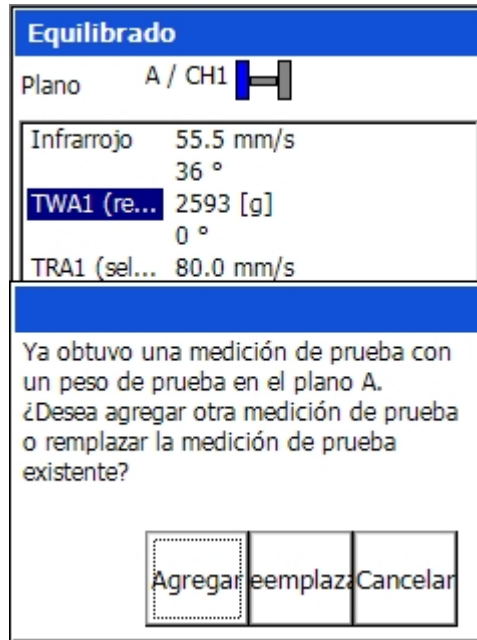 Equilibrado
Plano A / CH1
Infrarrojo 55.5 mm/s
36 °
TWA1 (re... 2593 [g]
0 °
TRA1 (sel... 80.0 mm/s
Ya obtuvo una medición de prueba con
un peso de prueba en el plano A.
¿Desea agregar otra medición de prueba
o remplazar la medición de prueba
existente?
Agregar eemplaza Cancelar